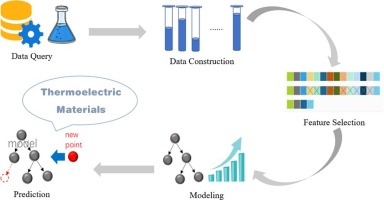 Data Query
......
Data Construction
Feature Selection
Thermoelectric
Materials
model
new
point
Prediction
Modeling